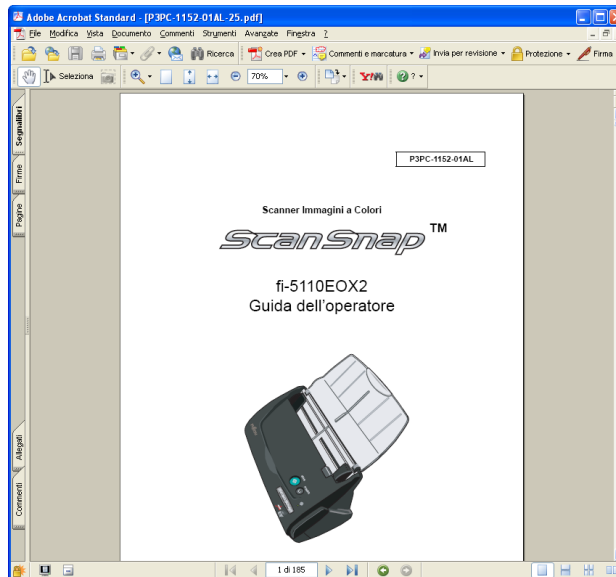 Adobe Acrobat Standard - [P3PC-1152-01AL-25.pdf]
File Modifica Vista Documento Commenti Strumenti Avanzate Finestra ?
Ricerca Crea PDF Commenti e marcatura Invia per revisione Protezione Firma
Seleziona 70% Y! ?
Segnalibri
Firme
Pagine
Allegati
Commenti
P3PC-1152-01AL
Scanner Immagini a Colori
ScanSnap TM
fi-5110EOX2
Guida dell'operatore
1 di 185